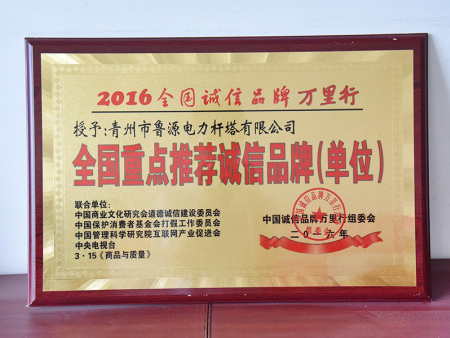 2016全国诚信品牌万里行
授予:青州市鲁源电力杆塔有限公司
全国重点推荐诚信品牌(单位)
联合单位:
中国商业文化研究会道德诚信建设委员会
中国保护消费者基金会打假工作委员会
中国管理科学研究院互联网产业促进会
中央电视台
3·15《商品与质量》
中国诚信品牌万里行组委会
二〇一六年